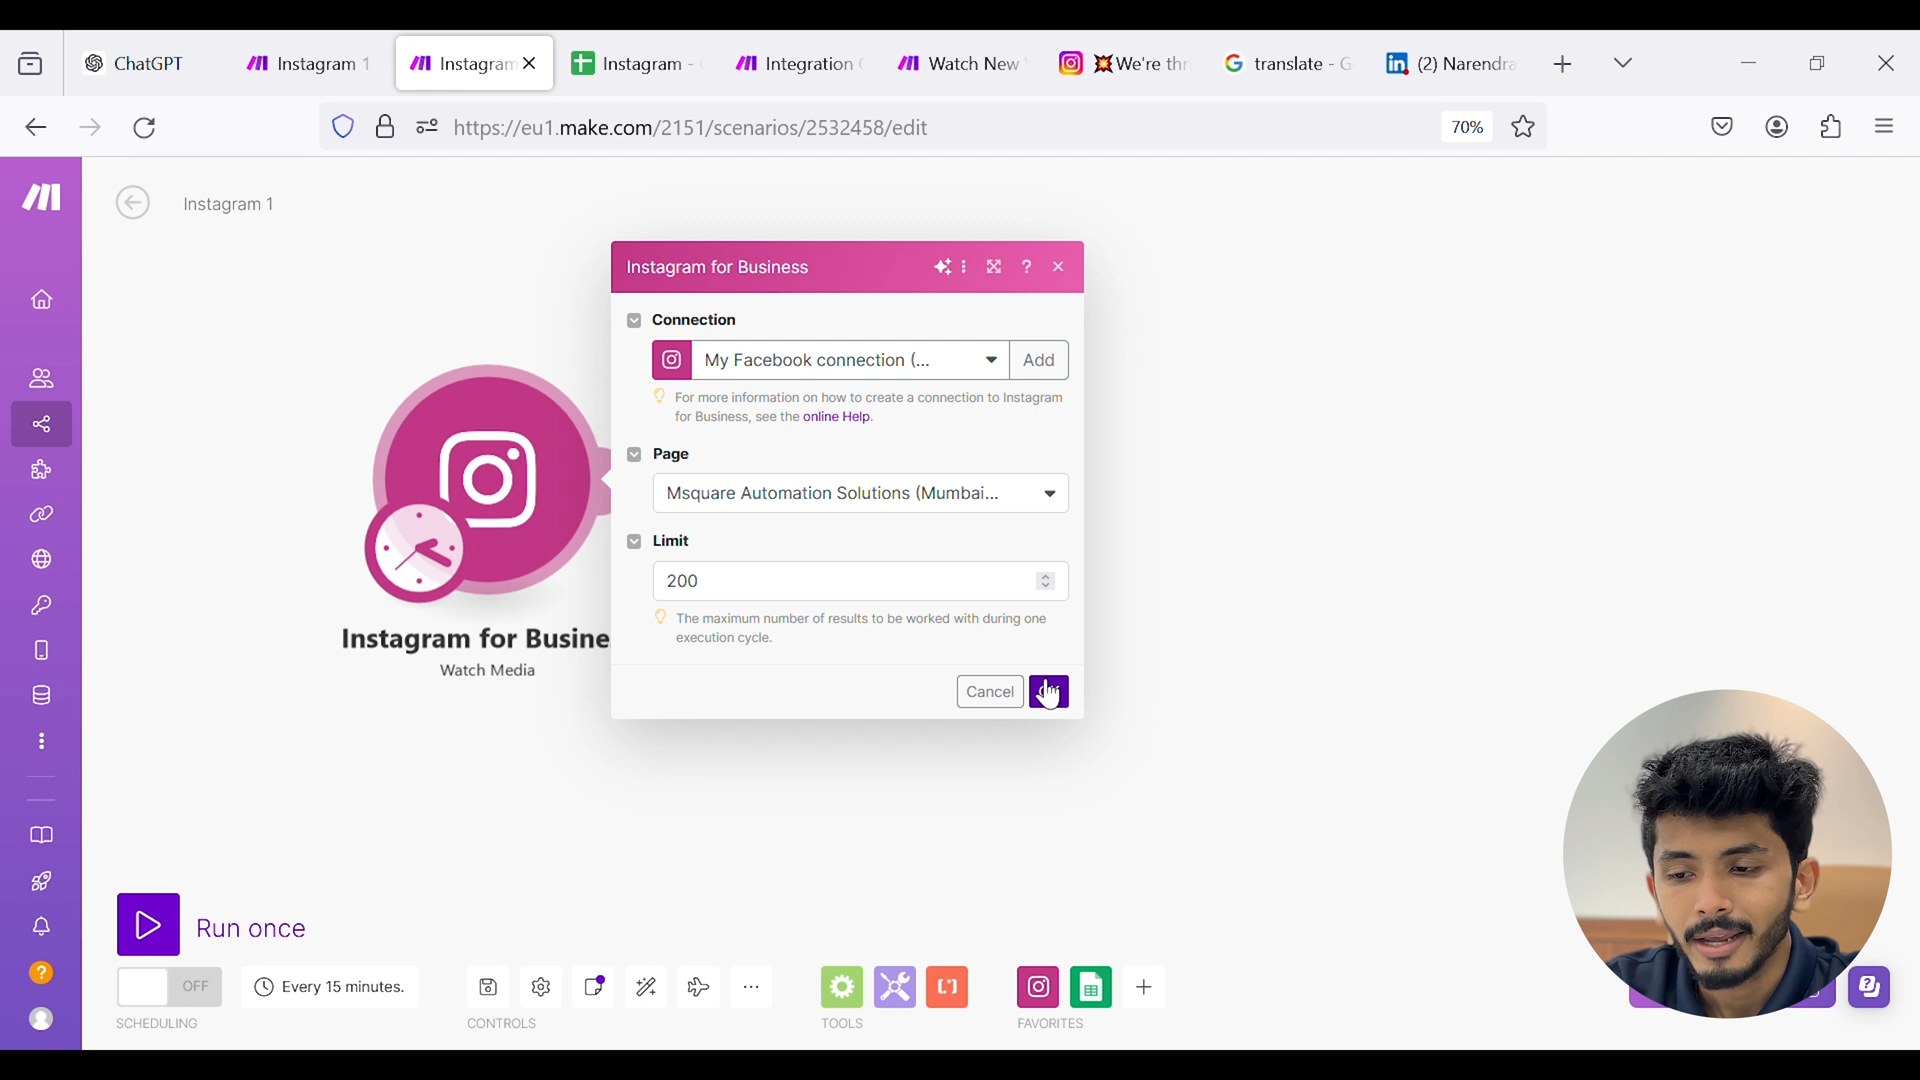 ChatGPT
Instagram 1
Instagram
Instagram -
Integration
Watch New
We're thri
translate - G
(2) Narendra
https://eu1.make.com/2151/scenarios/2532458/edit
70%
Instagram 1
Instagram for Business
?
Connection
My Facebook connection (...
Add
For more information on how to create a connection to Instagram
for Business, see the online Help.
Page
Msquare Automation Solutions (Mumbai...
Limit
200
The maximum number of results to be worked with during one
execution cycle.
Cancel
Instagram for Busine
Watch Media
Run once
OFF
Every 15 minutes.
SCHEDULING
CONTROLS
TOOLS
FAVORITES